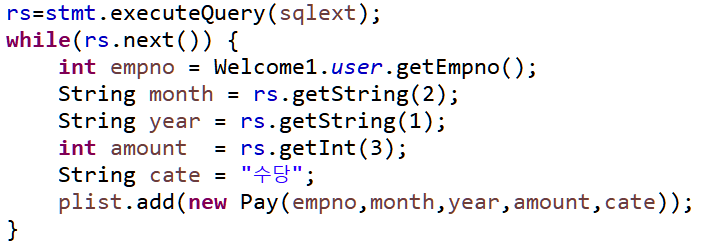 rs=stmt.executeQuery(sqlext);
while(rs.next()) {
    int empno = Welcome1.user.getEmpno();
    String month = rs.getString(2);
    String year = rs.getString(1);
    int amount  = rs.getInt(3);
    String cate = "수당";
    plist.add(new Pay(empno,month,year,amount,cate));
}